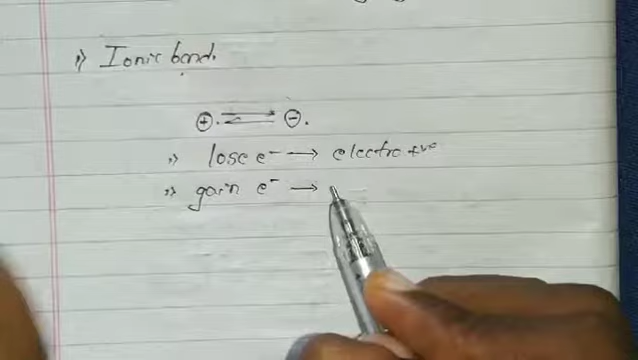 » Ionic bond.
⊕. ⇌ ⊖.
» lose e⁻ → electro +ve
» gain e⁻ →